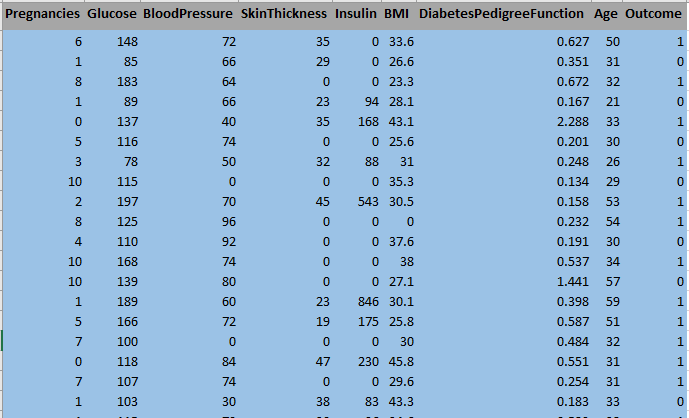 Pregnancies Glucose BloodPressure SkinThickness Insulin BMI DiabetesPedigreeFunction Age Outcome
6 148 72 35 0 33.6 0.627 50 1
1 85 66 29 0 26.6 0.351 31 0
8 183 64 0 0 23.3 0.672 32 1
1 89 66 23 94 28.1 0.167 21 0
0 137 40 35 168 43.1 2.288 33 1
5 116 74 0 0 25.6 0.201 30 0
3 78 50 32 88 31 0.248 26 1
10 115 0 0 0 35.3 0.134 29 0
2 197 70 45 543 30.5 0.158 53 1
8 125 96 0 0 0 0.232 54 1
4 110 92 0 0 37.6 0.191 30 0
10 168 74 0 0 38 0.537 34 1
10 139 80 0 0 27.1 1.441 57 0
1 189 60 23 846 30.1 0.398 59 1
5 166 72 19 175 25.8 0.587 51 1
7 100 0 0 0 30 0.484 32 1
0 118 84 47 230 45.8 0.551 31 1
7 107 74 0 0 29.6 0.254 31 1
1 103 30 38 83 43.3 0.183 33 0